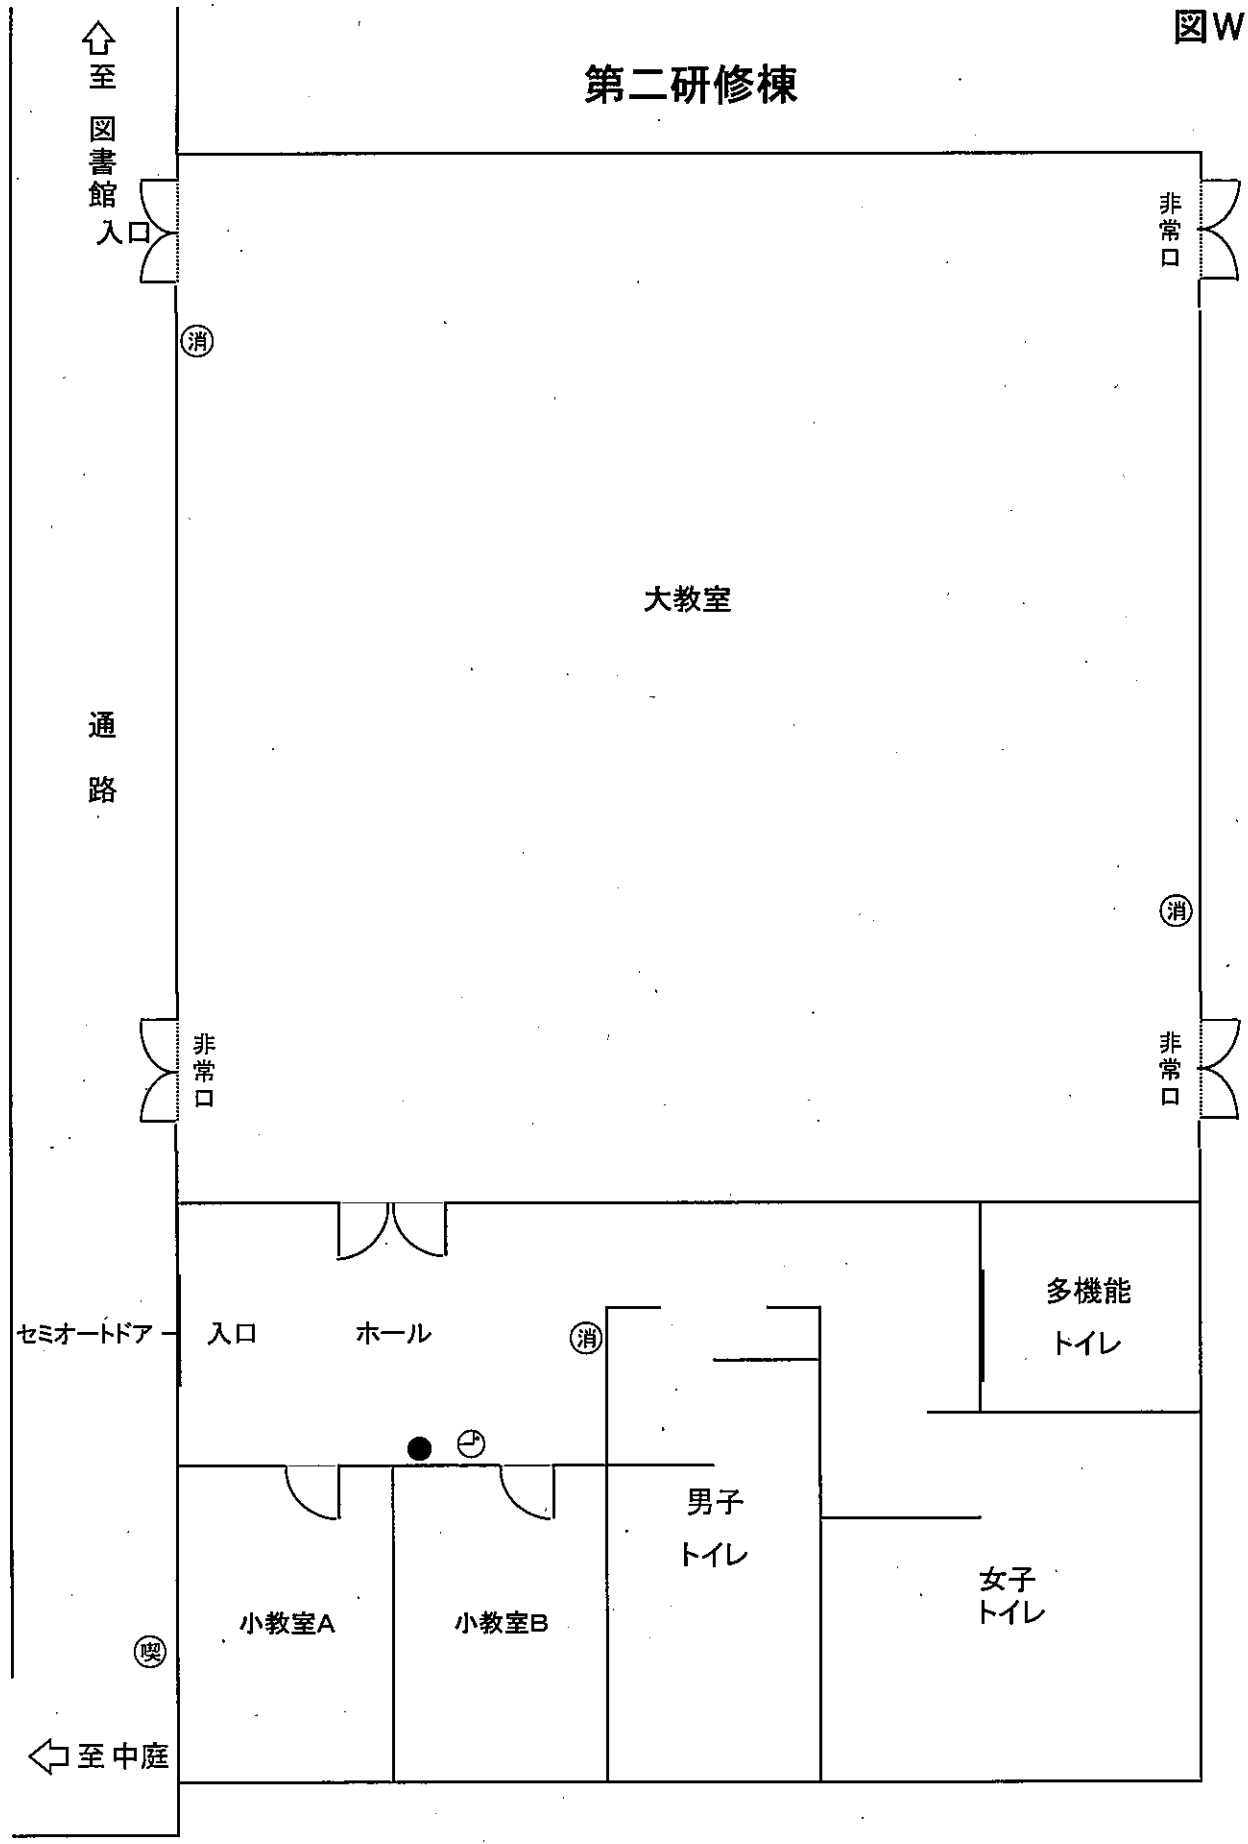 図W
第二研修棟
至 図書館
入口
非常口
消
大教室
通路
消
非常口
非常口
多機能
トイレ
セミオートドア
入口
ホール
消
男子
トイレ
女子
トイレ
小教室A
小教室B
喫
至 中庭